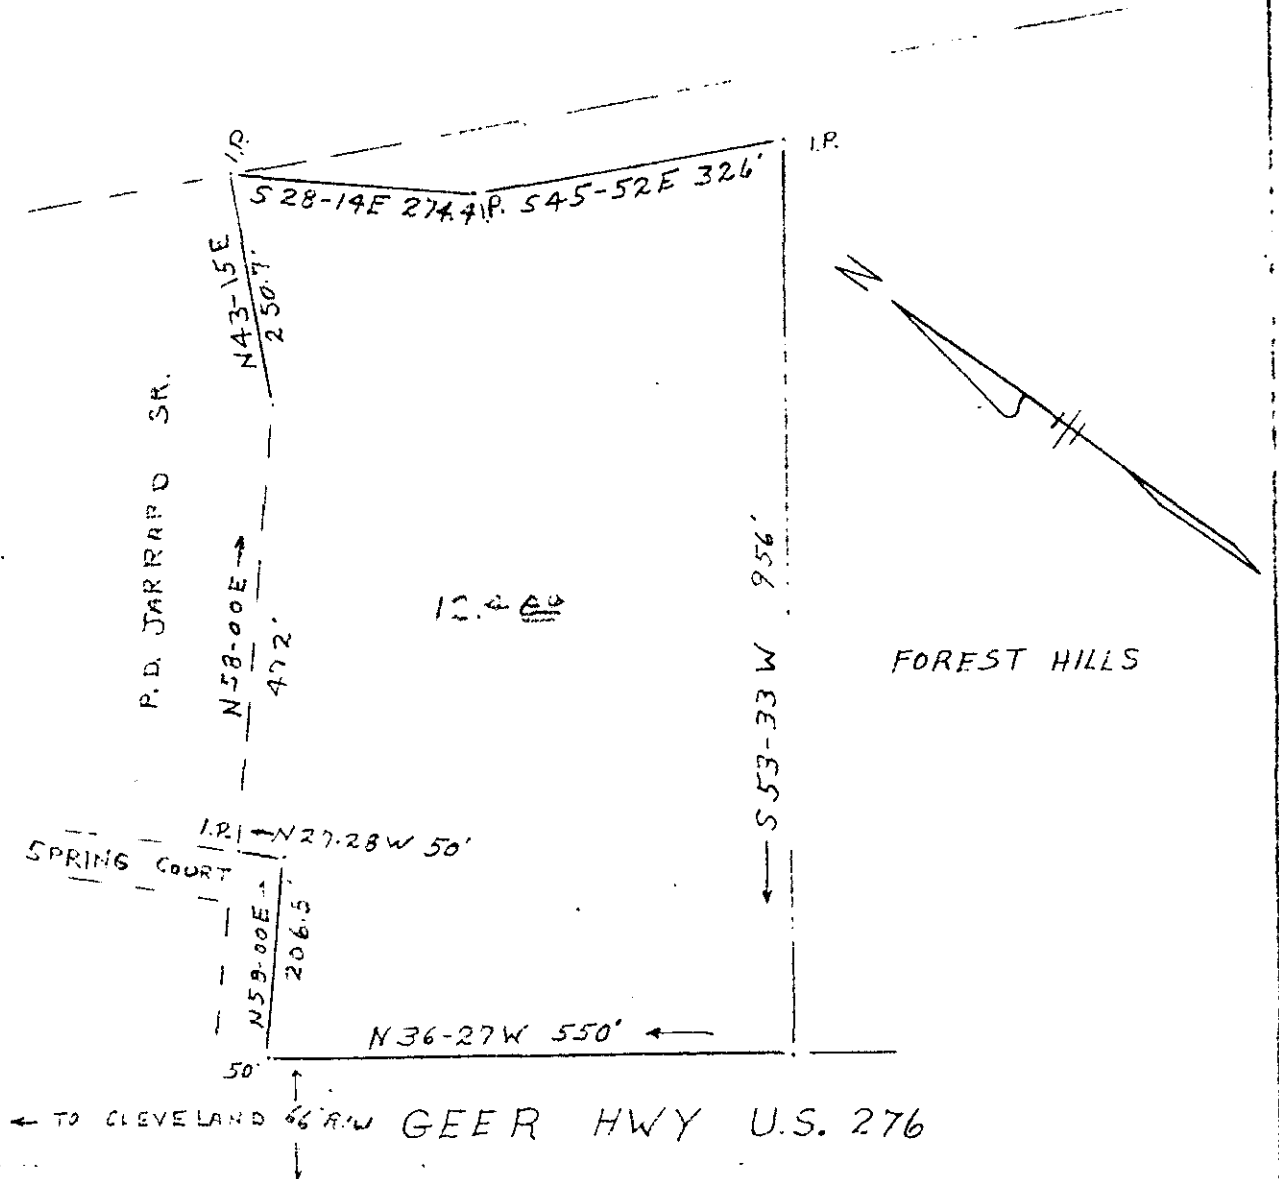 I.P.
I.P.
S 28-14E 274.4
I.P.
S45-52E 326'
N43-15E
250.7'
N
P.D. JARRARD SR.
N58-00E →
472'
S 53-33 W 956'
FOREST HILLS
I.P.
← N27-28W 50'
SPRING COURT
N59-00E →
206.5'
N 36-27W 550' ←
50'
← TO CLEVELAND 66' R/W GEER HWY U.S. 276